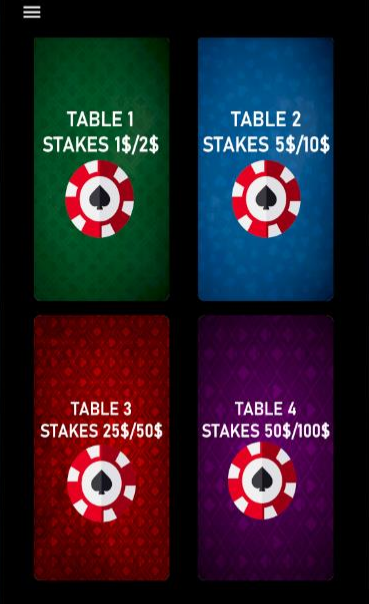 TABLE 1
STAKES 1$/2$
TABLE 2
STAKES 5$/10$
TABLE 3
STAKES 25$/50$
TABLE 4
STAKES 50$/100$